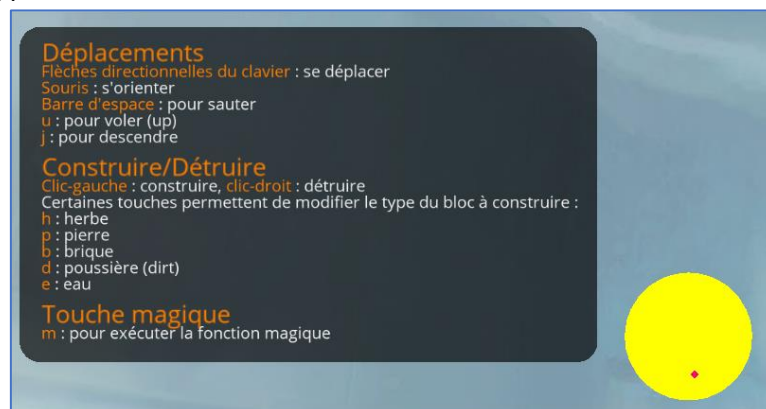 Déplacements
Flèches directionnelles du clavier : se déplacer
Souris : s'orienter
Barre d'espace : pour sauter
u : pour voler (up)
j : pour descendre
Construire/Détruire
Clic-gauche : construire, clic-droit : détruire
Certaines touches permettent de modifier le type du bloc à construire :
h : herbe
p : pierre
b : brique
d : poussière (dirt)
e : eau
Touche magique
m : pour exécuter la fonction magique